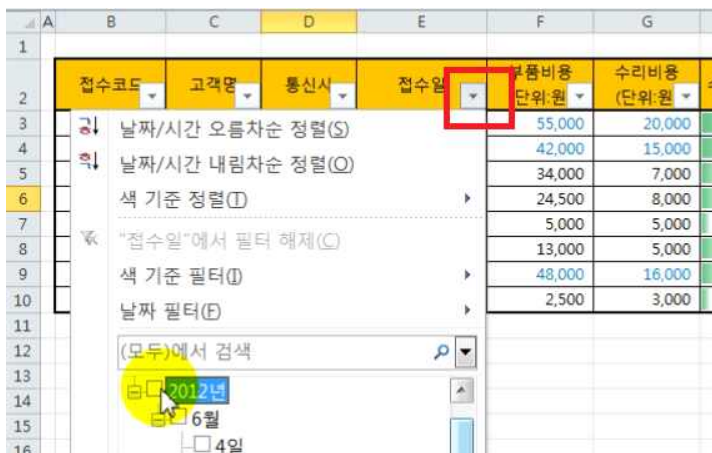 A B C D E F G
1
2 접수코드 고객명 통신사 접수일 부품비용 (단위:원 수리비용 (단위:원
3 55,000 20,000
4 42,000 15,000
5 34,000 7,000
6 24,500 8,000
7 5,000 5,000
8 13,000 5,000
9 48,000 16,000
10 2,500 3,000
11
12
13
14
15
16
날짜/시간 오름차순 정렬(S)
날짜/시간 내림차순 정렬(O)
색 기준 정렬(T)
"접수일"에서 필터 해제(C)
색 기준 필터(I)
날짜 필터(F)
(모두)에서 검색
2012년
6월
4일